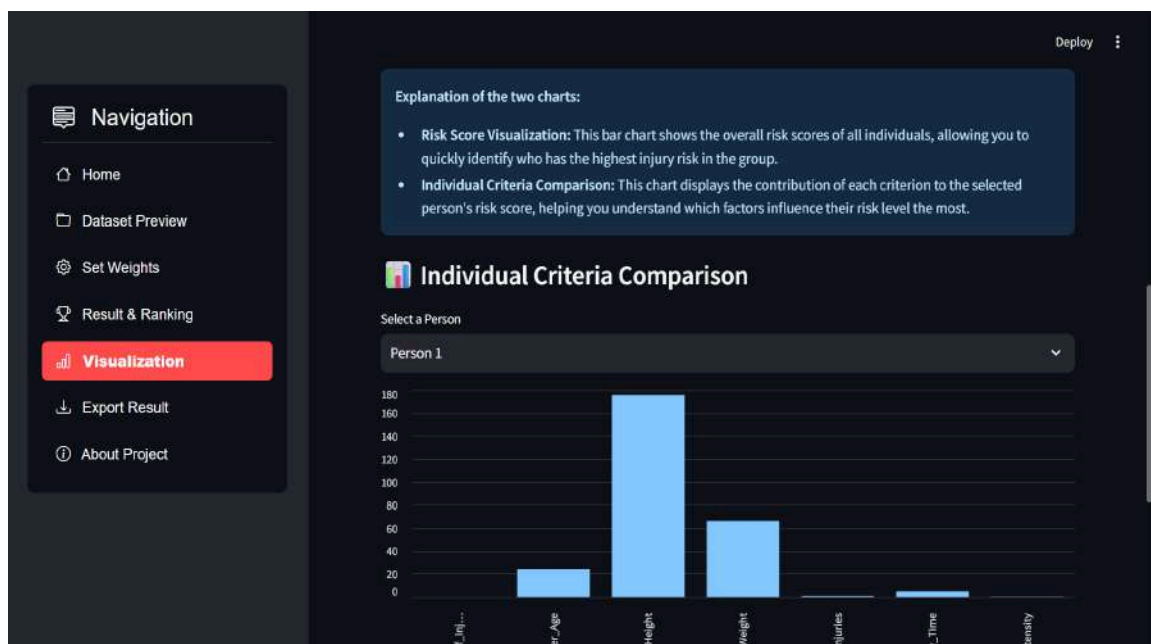 Deploy
Navigation
Home
Dataset Preview
Set Weights
Result & Ranking
Visualization
Export Result
About Project
Explanation of the two charts:
• Risk Score Visualization: This bar chart shows the overall risk scores of all individuals, allowing you to
quickly identify who has the highest injury risk in the group.
• Individual Criteria Comparison: This chart displays the contribution of each criterion to the selected
person's risk score, helping you understand which factors influence their risk level the most.
Individual Criteria Comparison
Select a Person
Person 1
180
160
140
120
100
80
60
40
20
0
f_Inj...
er_Age
Height
Weight
njuries
_Time
ensity